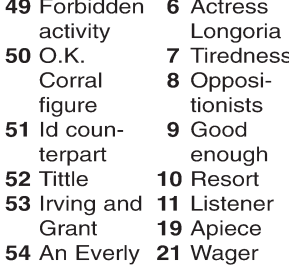 49 Forbidden
activity
50 O.K.
Corral
figure
51 Id coun-
terpart
52 Tittle
53 Irving and
Grant
54 An Everly
6 Actress
Longoria
7 Tiredness
8 Opposi-
tionists
9 Good
enough
10 Resort
11 Listener
19 Apiece
21 Wager